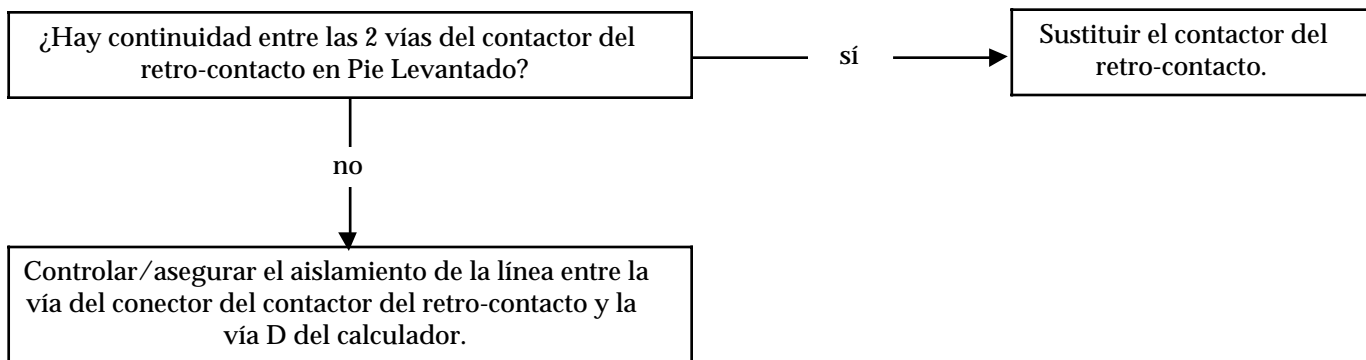 ¿Hay continuidad entre las 2 vías del contactor del
retro-contacto en Pie Levantado?
sí
Sustituir el contactor del
retro-contacto.
no
Controlar/asegurar el aislamiento de la línea entre la
vía del conector del contactor del retro-contacto y la
vía D del calculador.